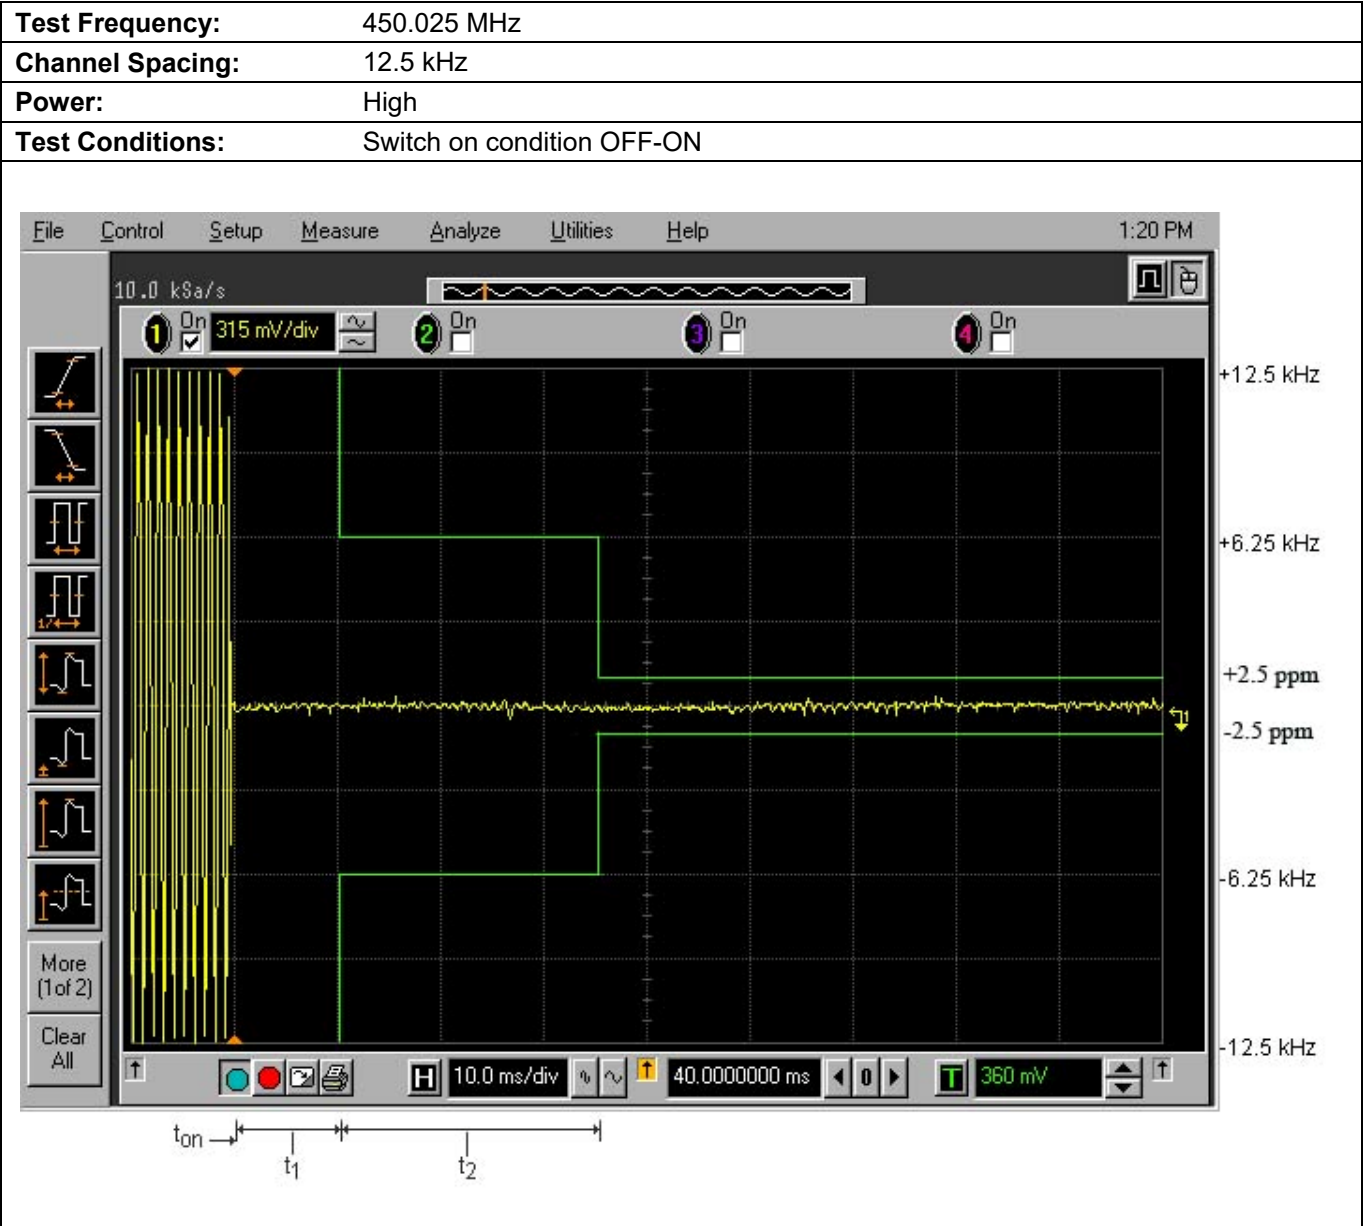 Test Frequency: 450.025 MHz
Channel Spacing: 12.5 kHz
Power: High
Test Conditions: Switch on condition OFF-ON
File Control Setup Measure Analyze Utilities Help 1:20 PM
10.0 kSa/s
1 On 315 mV/div 2 On 3 On 4 On
+12.5 kHz
+6.25 kHz
+2.5 ppm
-2.5 ppm
-6.25 kHz
-12.5 kHz
1/
More
(1of 2)
Clear
All
H 10.0 ms/div 40.0000000 ms 0 T 360 mV
ton t1 t2